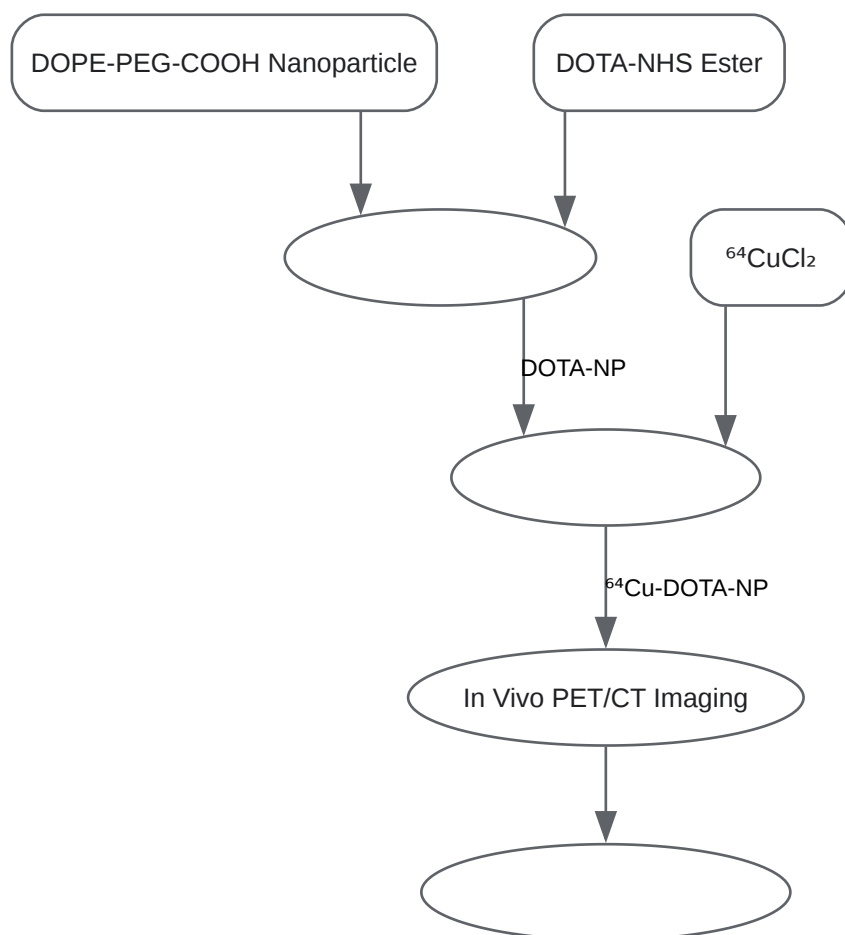 DOPE-PEG-COOH Nanoparticle
DOTA-NHS Ester
⁶⁴CuCl₂
DOTA-NP
⁶⁴Cu-DOTA-NP
In Vivo PET/CT Imaging